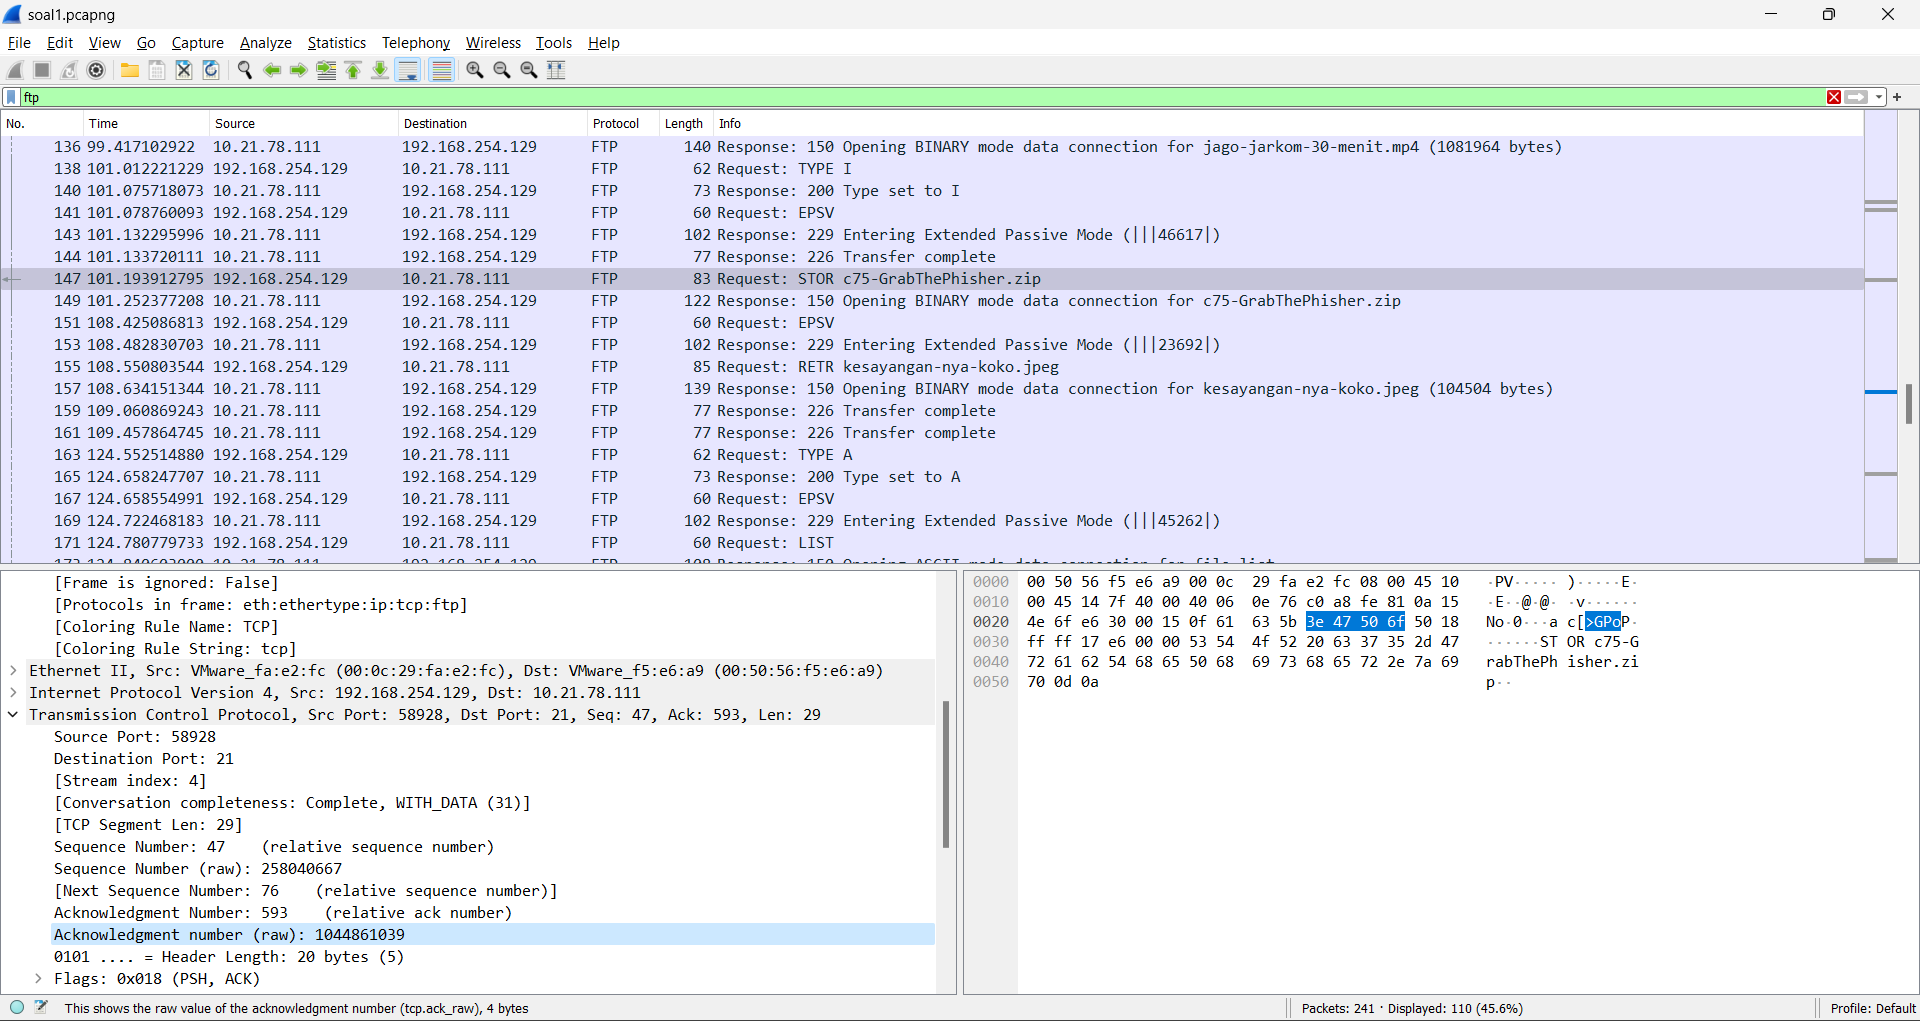 soal1.pcapng
File Edit View Go Capture Analyze Statistics Telephony Wireless Tools Help
ftp
No. Time Source Destination Protocol Length Info
136 99.417102922 10.21.78.111 192.168.254.129 FTP 140 Response: 150 Opening BINARY mode data connection for jago-jarkom-30-menit.mp4 (1081964 bytes)
138 101.012221229 192.168.254.129 10.21.78.111 FTP 62 Request: TYPE I
140 101.075718073 10.21.78.111 192.168.254.129 FTP 73 Response: 200 Type set to I
141 101.078760093 192.168.254.129 10.21.78.111 FTP 60 Request: EPSV
143 101.132295996 10.21.78.111 192.168.254.129 FTP 102 Response: 229 Entering Extended Passive Mode (|||46617|)
144 101.133720111 10.21.78.111 192.168.254.129 FTP 77 Response: 226 Transfer complete
147 101.193912795 192.168.254.129 10.21.78.111 FTP 83 Request: STOR c75-GrabThePhisher.zip
149 101.252377208 10.21.78.111 192.168.254.129 FTP 122 Response: 150 Opening BINARY mode data connection for c75-GrabThePhisher.zip
151 108.425086813 192.168.254.129 10.21.78.111 FTP 60 Request: EPSV
153 108.482830703 10.21.78.111 192.168.254.129 FTP 102 Response: 229 Entering Extended Passive Mode (|||23692|)
155 108.550803544 192.168.254.129 10.21.78.111 FTP 85 Request: RETR kesayangan-nya-koko.jpeg
157 108.634151344 10.21.78.111 192.168.254.129 FTP 139 Response: 150 Opening BINARY mode data connection for kesayangan-nya-koko.jpeg (104504 bytes)
159 109.060869243 10.21.78.111 192.168.254.129 FTP 77 Response: 226 Transfer complete
161 109.457864745 10.21.78.111 192.168.254.129 FTP 77 Response: 226 Transfer complete
163 124.552514880 192.168.254.129 10.21.78.111 FTP 62 Request: TYPE A
165 124.658247707 10.21.78.111 192.168.254.129 FTP 73 Response: 200 Type set to A
167 124.658554991 192.168.254.129 10.21.78.111 FTP 60 Request: EPSV
169 124.722468183 10.21.78.111 192.168.254.129 FTP 102 Response: 229 Entering Extended Passive Mode (|||45262|)
171 124.780779733 192.168.254.129 10.21.78.111 FTP 60 Request: LIST
[Frame is ignored: False]
[Protocols in frame: eth:ethertype:ip:tcp:ftp]
[Coloring Rule Name: TCP]
[Coloring Rule String: tcp]
Ethernet II, Src: VMware_fa:e2:fc (00:0c:29:fa:e2:fc), Dst: VMware_f5:e6:a9 (00:50:56:f5:e6:a9)
Internet Protocol Version 4, Src: 192.168.254.129, Dst: 10.21.78.111
Transmission Control Protocol, Src Port: 58928, Dst Port: 21, Seq: 47, Ack: 593, Len: 29
Source Port: 58928
Destination Port: 21
[Stream index: 4]
[Conversation completeness: Complete, WITH_DATA (31)]
[TCP Segment Len: 29]
Sequence Number: 47 (relative sequence number)
Sequence Number (raw): 258040667
[Next Sequence Number: 76 (relative sequence number)]
Acknowledgment Number: 593 (relative ack number)
Acknowledgment number (raw): 1044861039
0101 .... = Header Length: 20 bytes (5)
Flags: 0x018 (PSH, ACK)
0000 00 50 56 f5 e6 a9 00 0c 29 fa e2 fc 08 00 45 10 ·PV····· )·····E·
0010 00 45 14 7f 40 00 40 06 0e 76 c0 a8 fe 81 0a 15 ·E··@·@· ·v······
0020 4e 6f e6 30 00 15 0f 61 63 5b 3e 47 50 6f 50 18 No·0···a c[>GPoP·
0030 ff ff 17 e6 00 00 53 54 4f 52 20 63 37 35 2d 47 ······ST OR c75-G
0040 72 61 62 54 68 65 50 68 69 73 68 65 72 2e 7a 69 rabThePh isher.zi
0050 70 0d 0a p··
This shows the raw value of the acknowledgment number (tcp.ack_raw), 4 bytes
Packets: 241 · Displayed: 110 (45.6%)
Profile: Default